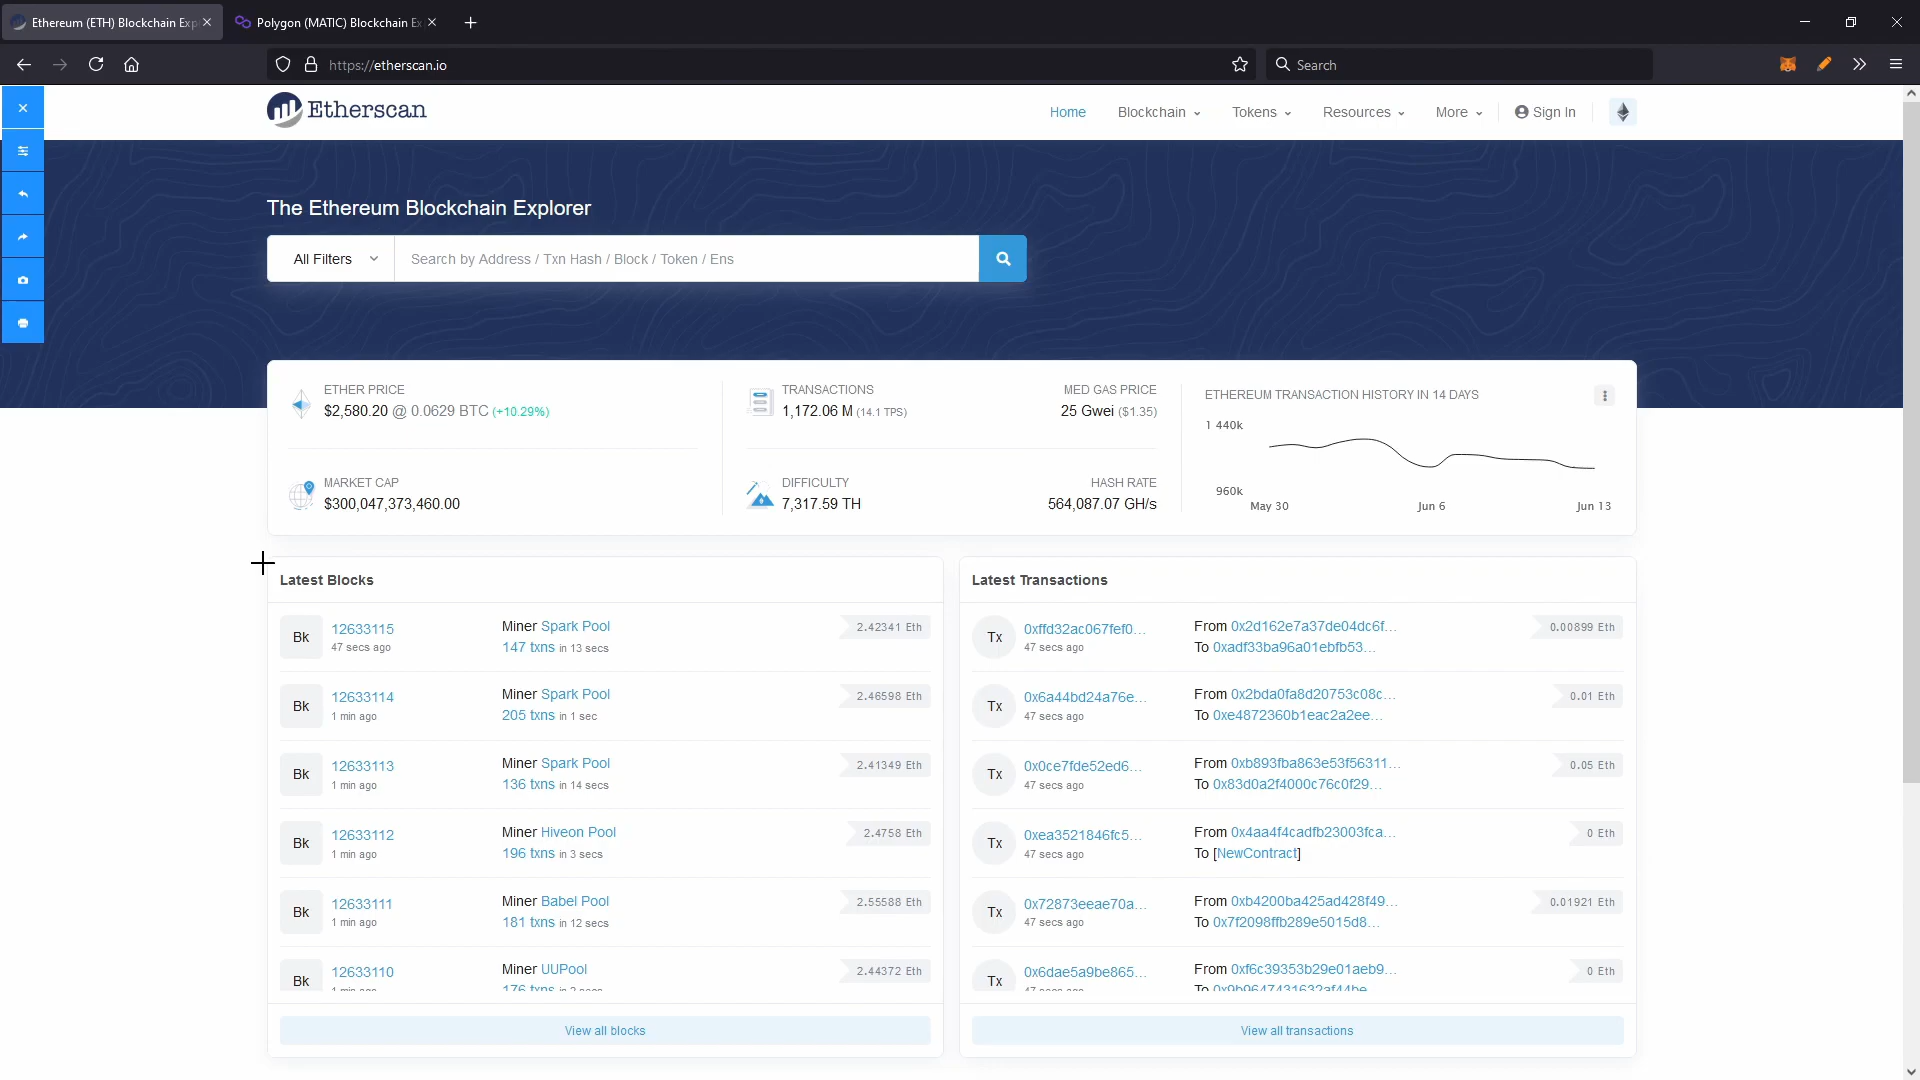 Ethereum (ETH) Blockchain Exp
Polygon (MATIC) Blockchain Ex
https://etherscan.io
Search
Etherscan
Home
Blockchain
Tokens
Resources
More
Sign In
The Ethereum Blockchain Explorer
All Filters
Search by Address / Txn Hash / Block / Token / Ens
ETHER PRICE
$2,580.20 @ 0.0629 BTC (+10.29%)
MARKET CAP
$300,047,373,460.00
TRANSACTIONS
1,172.06 M (14.1 TPS)
MED GAS PRICE
25 Gwei ($1.35)
DIFFICULTY
7,317.59 TH
HASH RATE
564,087.07 GH/s
ETHEREUM TRANSACTION HISTORY IN 14 DAYS
1 440k
960k
May 30 Jun 6 Jun 13
Latest Blocks
Bk 12633115 Miner Spark Pool 2.42341 Eth
47 secs ago 147 txns in 13 secs
Bk 12633114 Miner Spark Pool 2.46598 Eth
1 min ago 205 txns in 1 sec
Bk 12633113 Miner Spark Pool 2.41349 Eth
1 min ago 136 txns in 14 secs
Bk 12633112 Miner Hiveon Pool 2.4758 Eth
1 min ago 196 txns in 3 secs
Bk 12633111 Miner Babel Pool 2.55588 Eth
1 min ago 181 txns in 12 secs
Bk 12633110 Miner UUPool 2.44372 Eth
1 min ago 176 txns in 2 secs
View all blocks
Latest Transactions
Tx 0xffd32ac067fef0... From 0x2d162e7a37de04dc6f... 0.00899 Eth
47 secs ago To 0xadf33ba96a01ebfb53...
Tx 0x6a44bd24a76e... From 0x2bda0fa8d20753c08c... 0.01 Eth
47 secs ago To 0xe4872360b1eac2a2ee...
Tx 0x0ce7fde52ed6... From 0xb893fba863e53f56311... 0.05 Eth
47 secs ago To 0x83d0a2f4000c76c0f29...
Tx 0xea3521846fc5... From 0x4aa4f4cadfb23003fca... 0 Eth
47 secs ago To [NewContract]
Tx 0x72873eeae70a... From 0xb4200ba425ad428f49... 0.01921 Eth
47 secs ago To 0x7f2098ffb289e5015d8...
Tx 0x6dae5a9be865... From 0xf6c39353b29e01aeb9... 0 Eth
47 secs ago To 0x9b9647431632af44be...
View all transactions